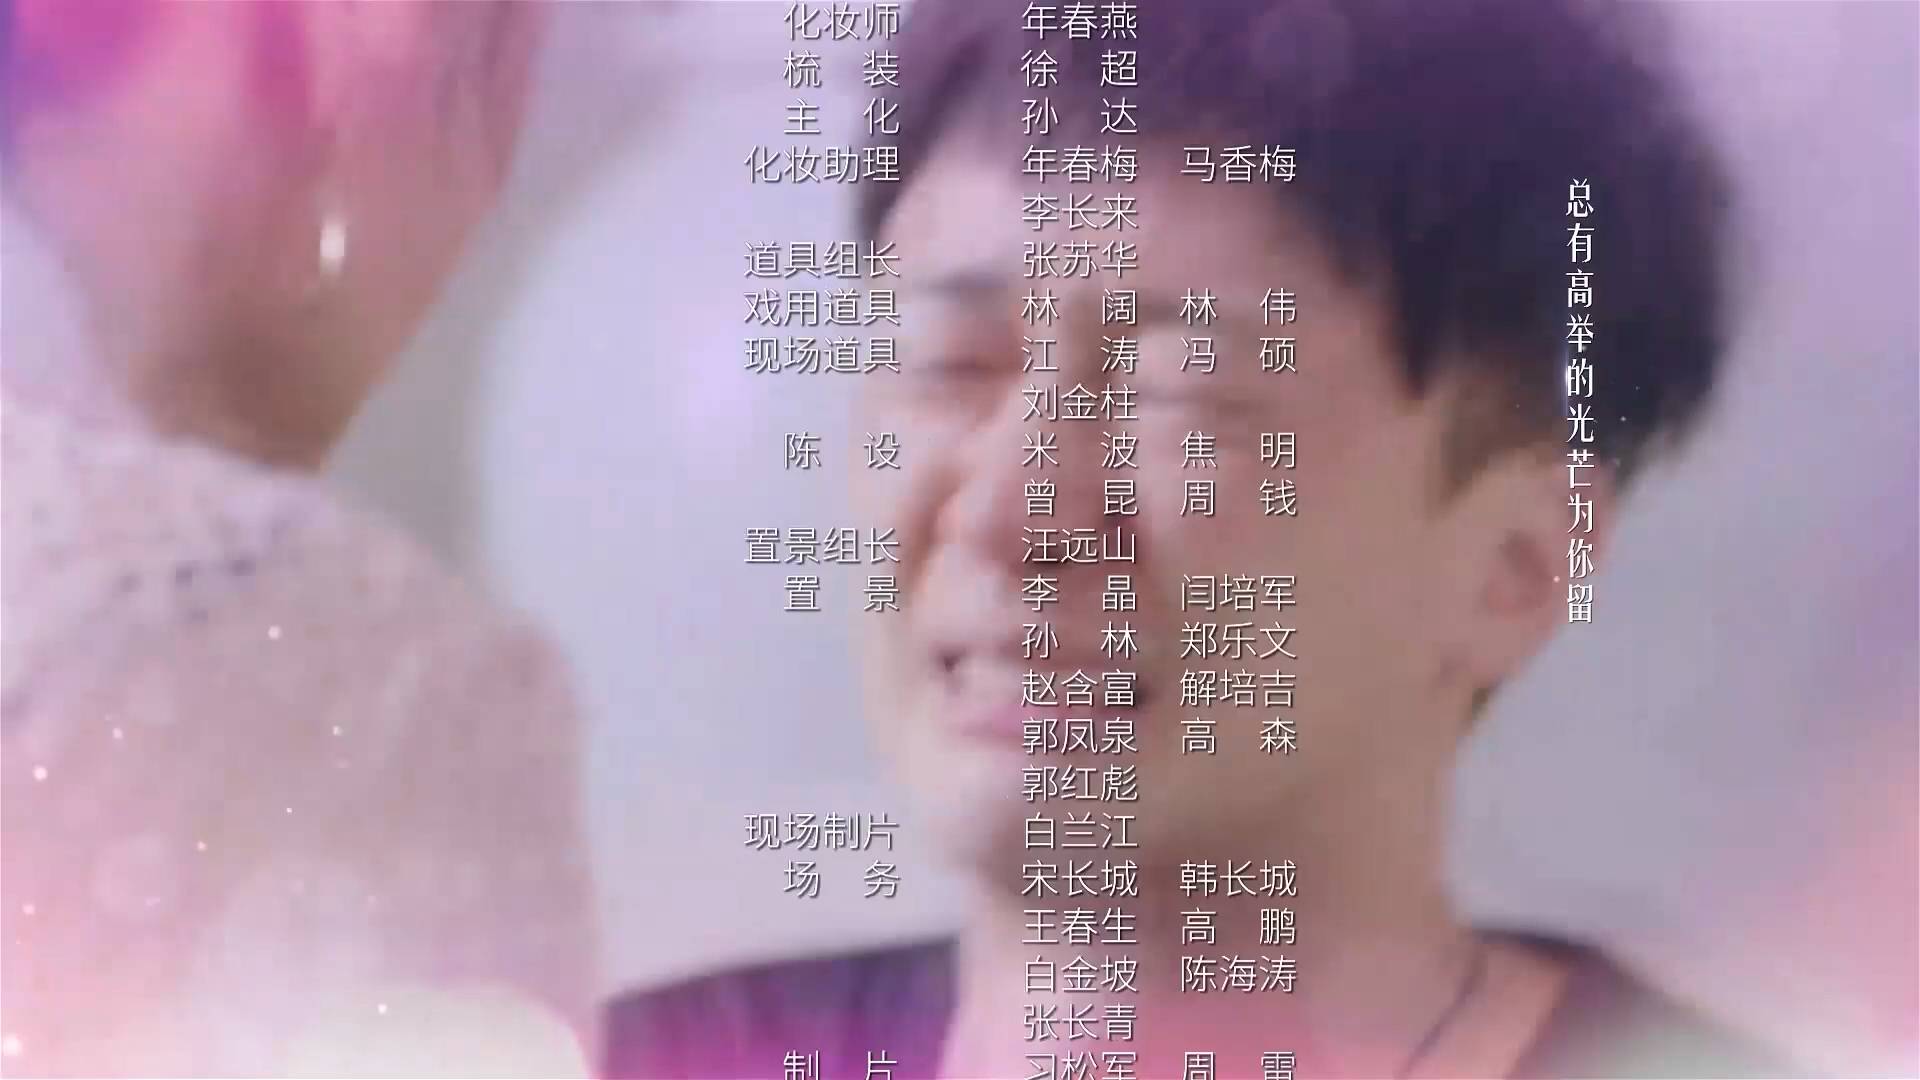 化妆师 年春燕
梳 装 徐 超
主 化 孙 达
化妆助理 年春梅 马香梅
李长来
道具组长 张苏华
戏用道具 林 阔 林 伟
现场道具 江 涛 冯 硕
刘金柱
陈 设 米 波 焦 明
曾 昆 周 钱
置景组长 汪远山
置 景 李 晶 闫培军
孙 林 郑乐文
赵含富 解培吉
郭凤泉 高 森
郭红彪
现场制片 白兰江
场 务 宋长城 韩长城
王春生 高 鹏
白金坡 陈海涛
张长青
制 片 习松军 周 雷
总有高举的光芒为你留